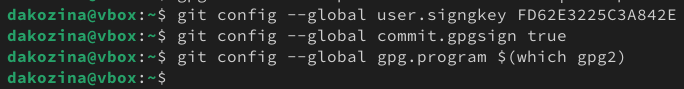 dakozina@vbox:~$ git config --global user.signgkey FD62E3225C3A842E
dakozina@vbox:~$ git config --global commit.gpgsign true
dakozina@vbox:~$ git config --global gpg.program $(which gpg2)
dakozina@vbox:~$